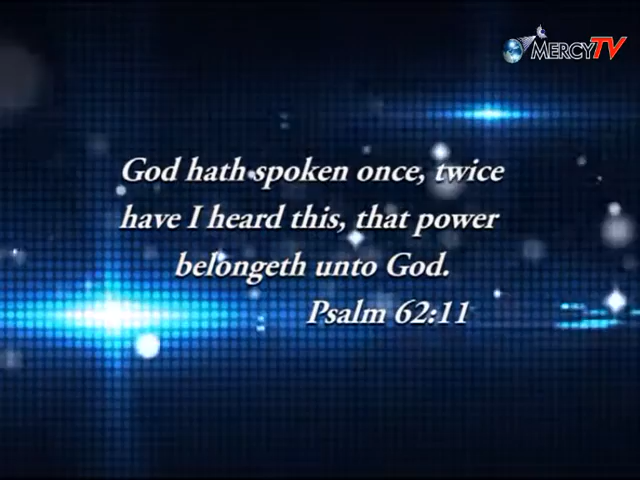 MERCYTV
God hath spoken once, twice
have I heard this, that power
belongeth unto God.
Psalm 62:11